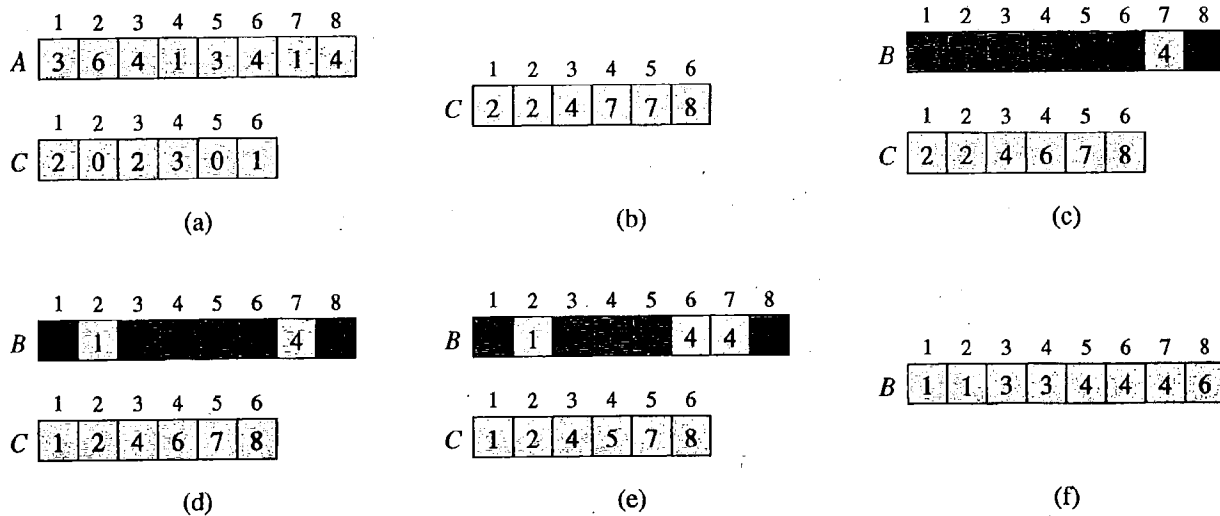 1 2 3 4 5 6 7 8
A 3 6 4 1 3 4 1 4
1 2 3 4 5 6
C 2 0 2 3 0 1
(a)
1 2 3 4 5 6
C 2 2 4 7 7 8
(b)
1 2 3 4 5 6 7 8
B 4
1 2 3 4 5 6
C 2 2 4 6 7 8
(c)
1 2 3 4 5 6 7 8
B 1 4
1 2 3 4 5 6
C 1 2 4 6 7 8
(d)
1 2 3 4 5 6 7 8
B 1 4 4
1 2 3 4 5 6
C 1 2 4 5 7 8
(e)
1 2 3 4 5 6 7 8
B 1 1 3 3 4 4 4 6
(f)